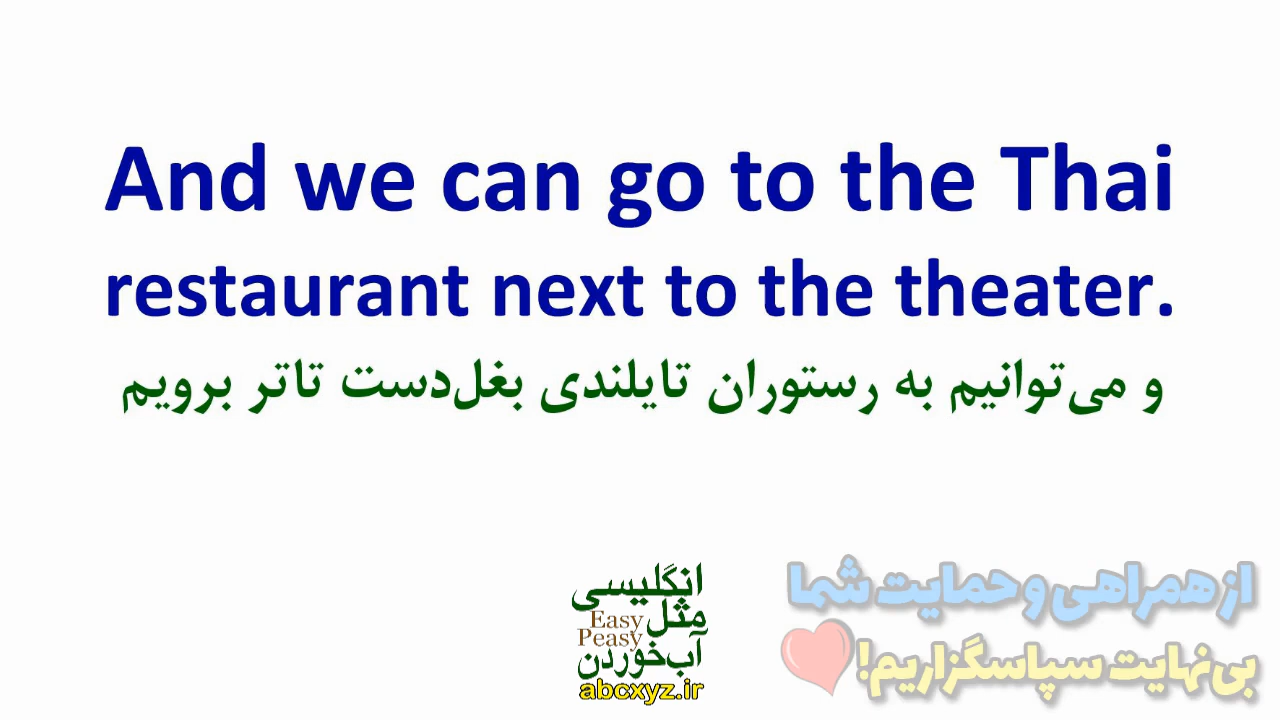 And we can go to the Thai
restaurant next to the theater.
و می‌توانیم به رستوران تایلندی بغل‌دست تاتر برویم
انگلیسی
مثل
Easy
Peasy
آب‌خوردن
abcxyz.ir
از همراهی و حمایت شما
بی‌نهایت سپاسگزاریم!